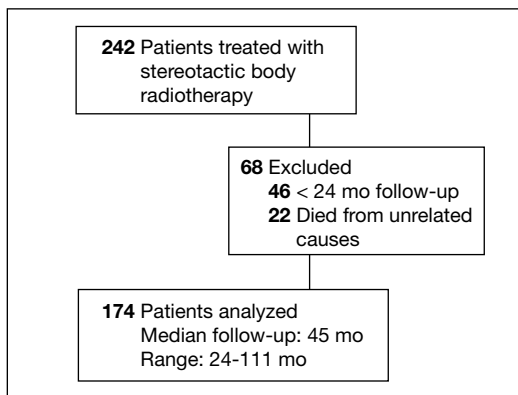 242 Patients treated with
stereotactic body
radiotherapy
68 Excluded
46 < 24 mo follow-up
22 Died from unrelated
causes
174 Patients analyzed
Median follow-up: 45 mo
Range: 24-111 mo